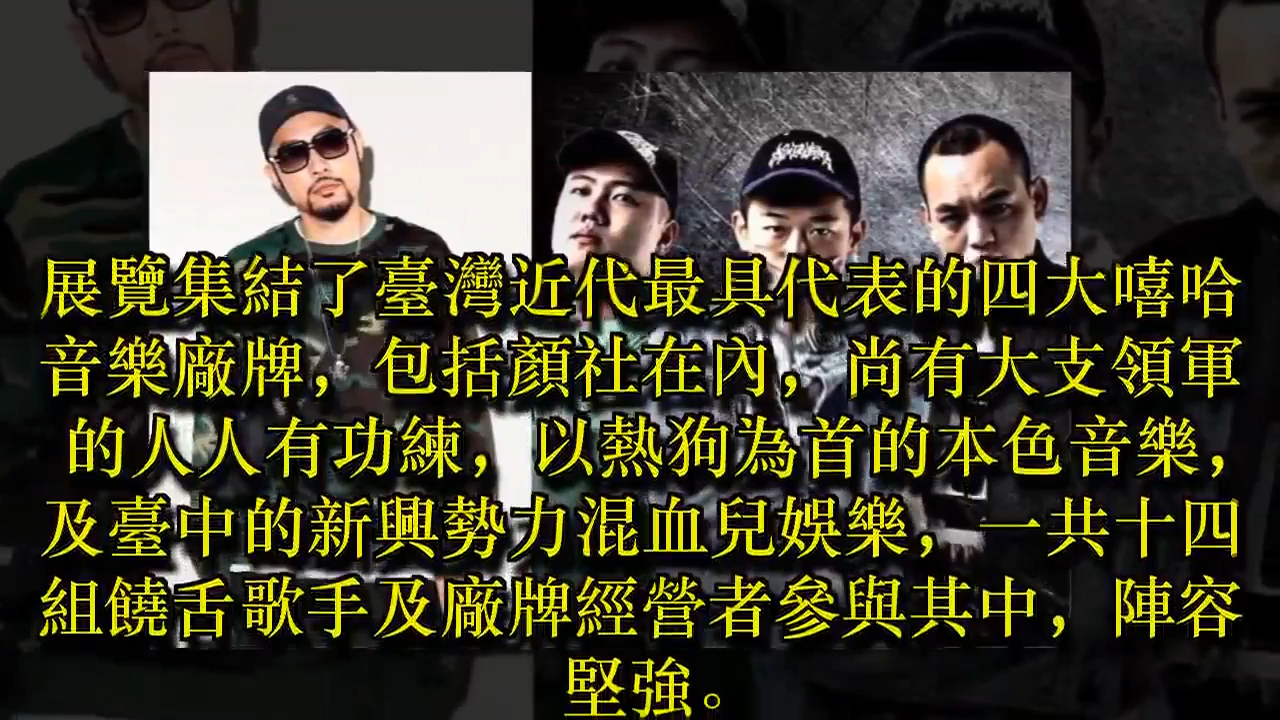 展覽集結了臺灣近代最具代表的四大嘻哈
音樂廠牌，包括顏社在內，尚有大支領軍
的人人有功練，以熱狗為首的本色音樂，
及臺中的新興勢力混血兒娛樂，一共十四
組饒舌歌手及廠牌經營者參與其中，陣容
堅強。